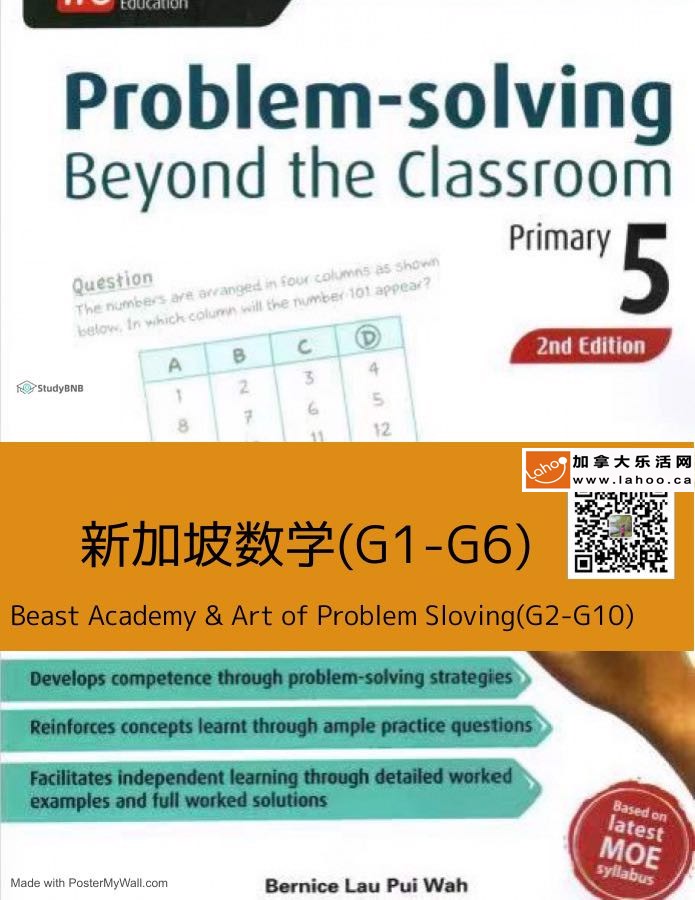 Education
Problem-solving
Beyond the Classroom
Primary 5
2nd Edition
Question
The numbers are arranged in four columns as shown
below. In which column will the number 101 appear?
A B C D
1 2 3 4
8 7 6 5
11 12
StudyBNB
Lahoo
加拿大乐活网
www.lahoo.ca
新加坡数学(G1-G6)
Beast Academy & Art of Problem Sloving(G2-G10)
Develops competence through problem-solving strategies
Reinforces concepts learnt through ample practice questions
Facilitates independent learning through detailed worked
examples and full worked solutions
Based on
latest
MOE
syllabus
Made with PosterMyWall.com
Bernice Lau Pui Wah